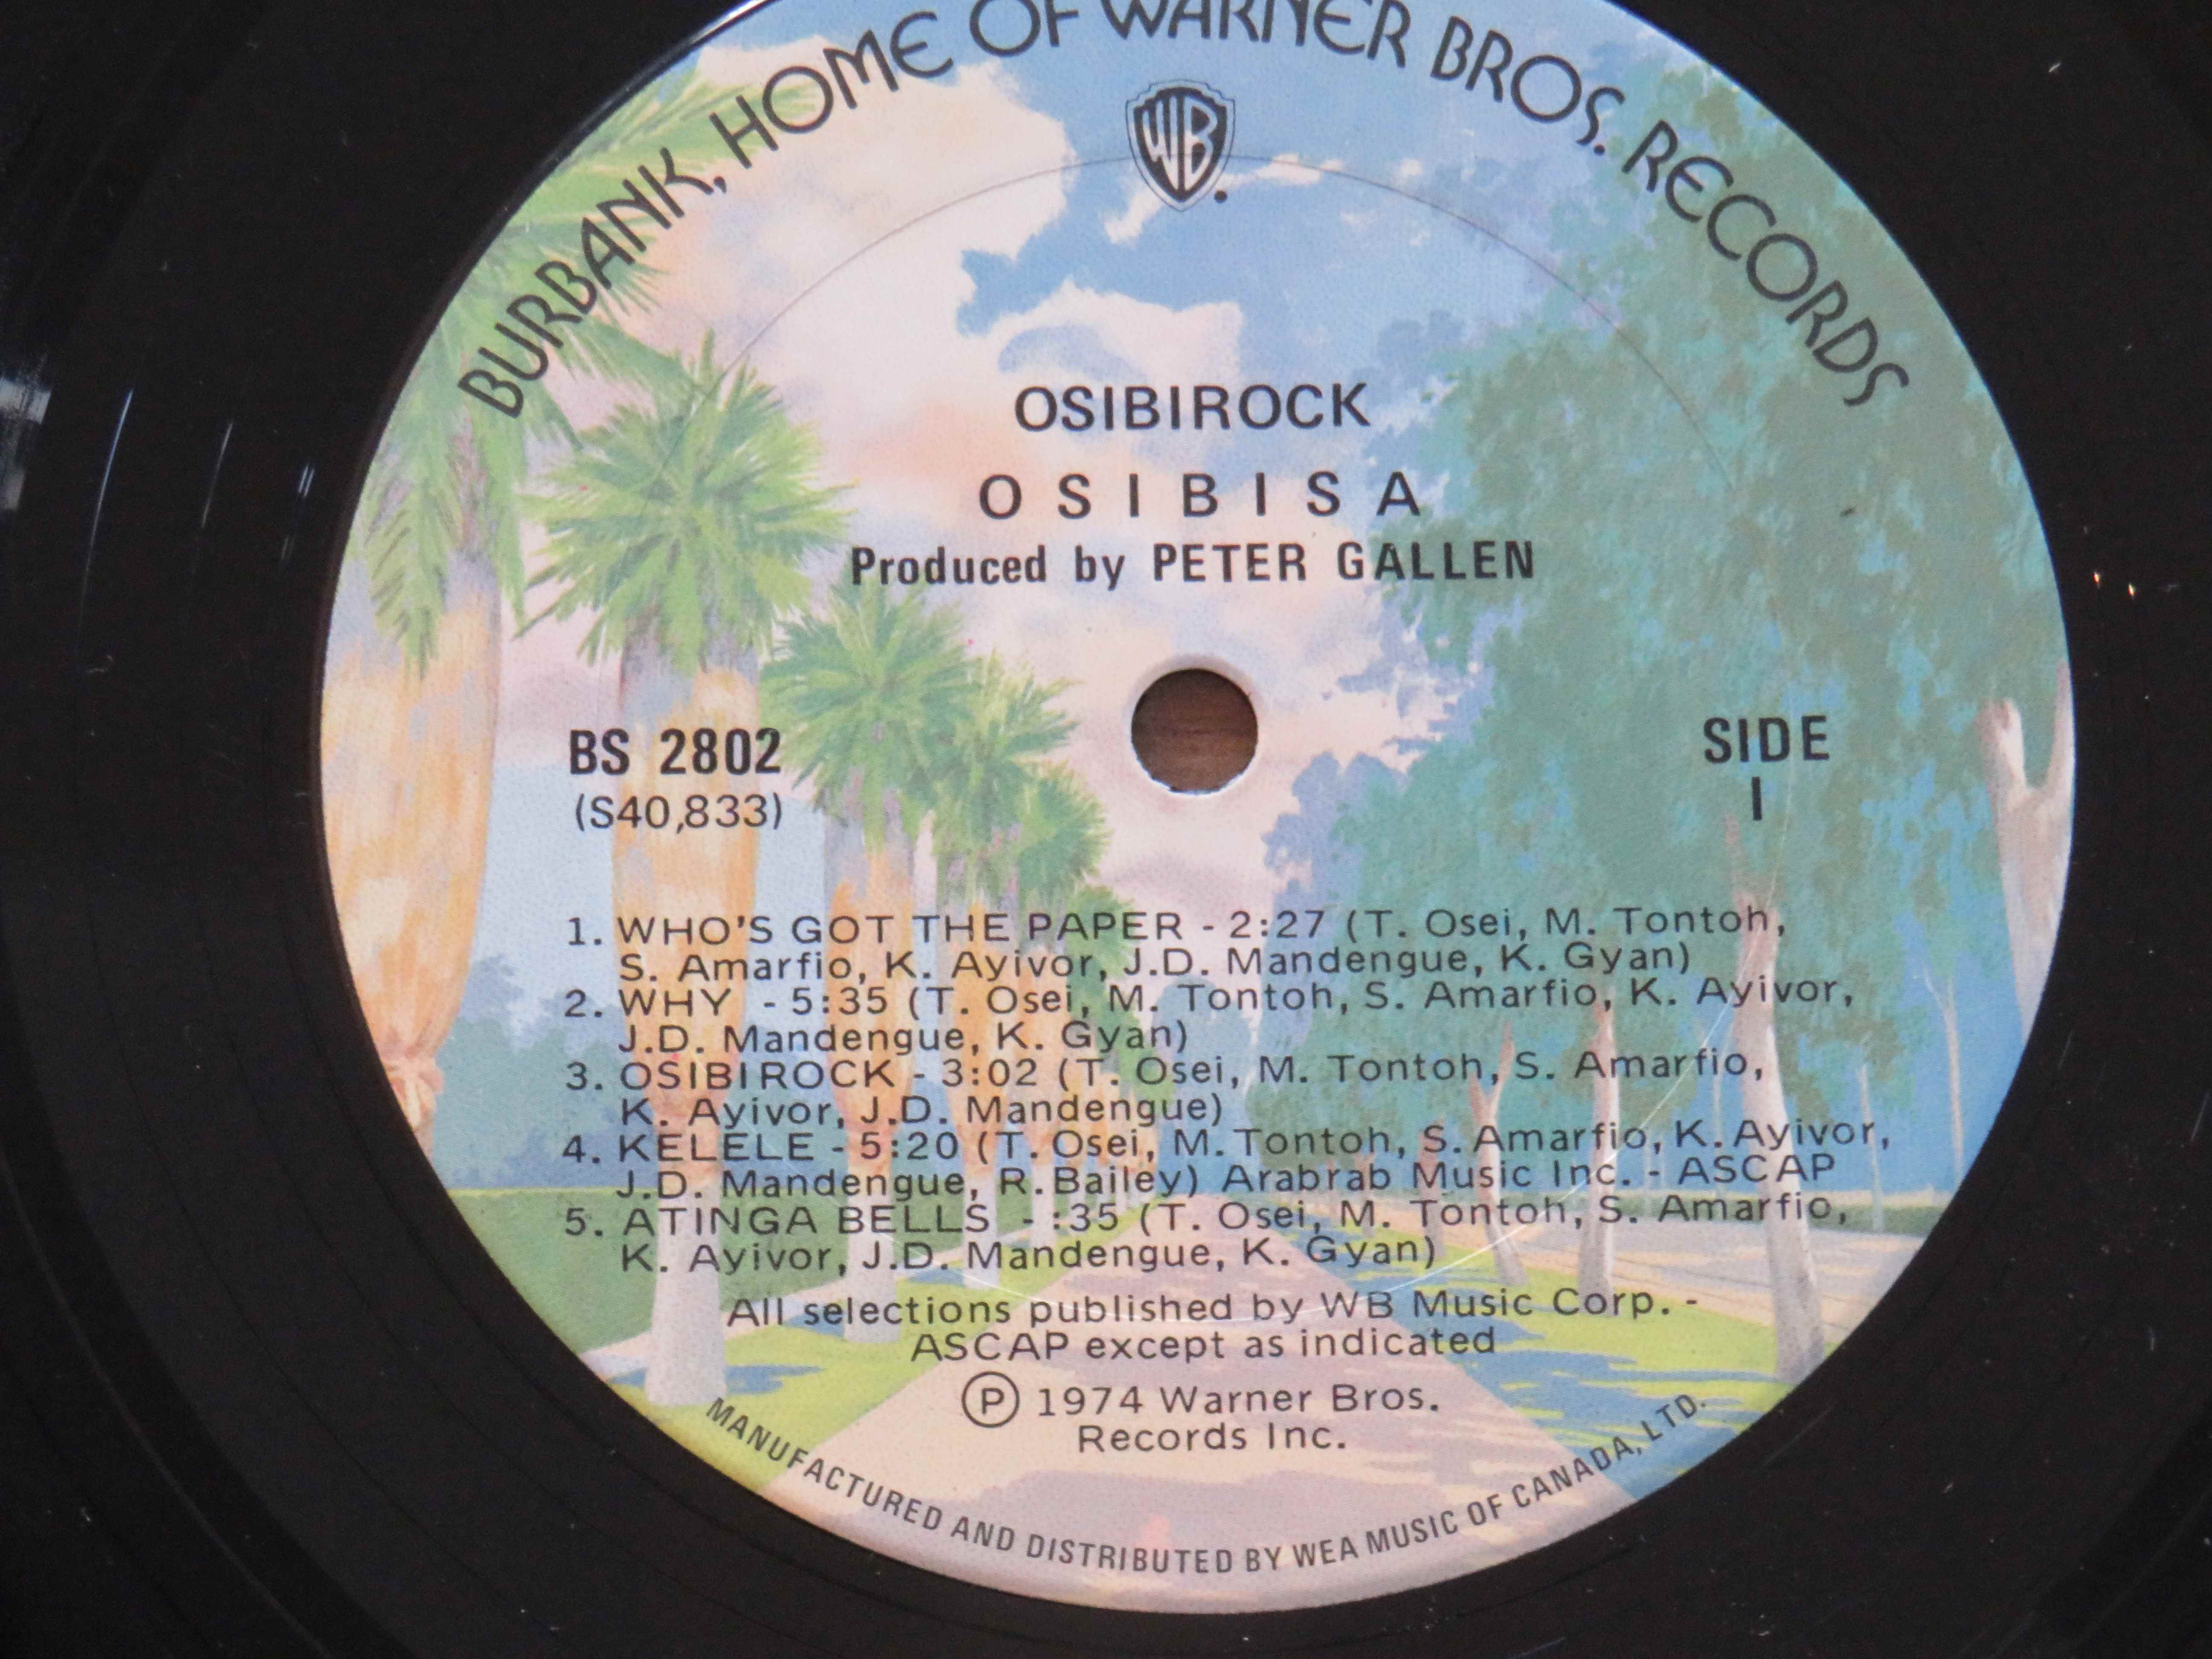 BURBANK, HOME OF WARNER BROS. RECORDS
WB
OSIBIROCK
OSIBISA
Produced by PETER GALLEN
BS 2802
(S40,833)
SIDE
1
1. WHO'S GOT THE PAPER - 2:27 (T. Osei, M. Tontoh,
S. Amarfio, K. Ayivor, J.D. Mandengue, K. Gyan)
2. WHY - 5:35 (T. Osei, M. Tontoh, S. Amarfio, K. Ayivor,
J.D. Mandengue, K. Gyan)
3. OSIBIROCK - 3:02 (T. Osei, M. Tontoh, S. Amarfio,
K. Ayivor, J.D. Mandengue)
4. KELELE - 5:20 (T. Osei, M. Tontoh, S. Amarfio, K. Ayivor,
J.D. Mandengue, R. Bailey) Arabrab Music Inc. - ASCAP
5. ATINGA BELLS - :35 (T. Osei, M. Tontoh, S. Amarfio,
K. Ayivor, J.D. Mandengue, K. Gyan)
All selections published by WB Music Corp. -
ASCAP except as indicated
Ⓟ 1974 Warner Bros.
Records Inc.
MANUFACTURED AND DISTRIBUTED BY WEA MUSIC OF CANADA, LTD.